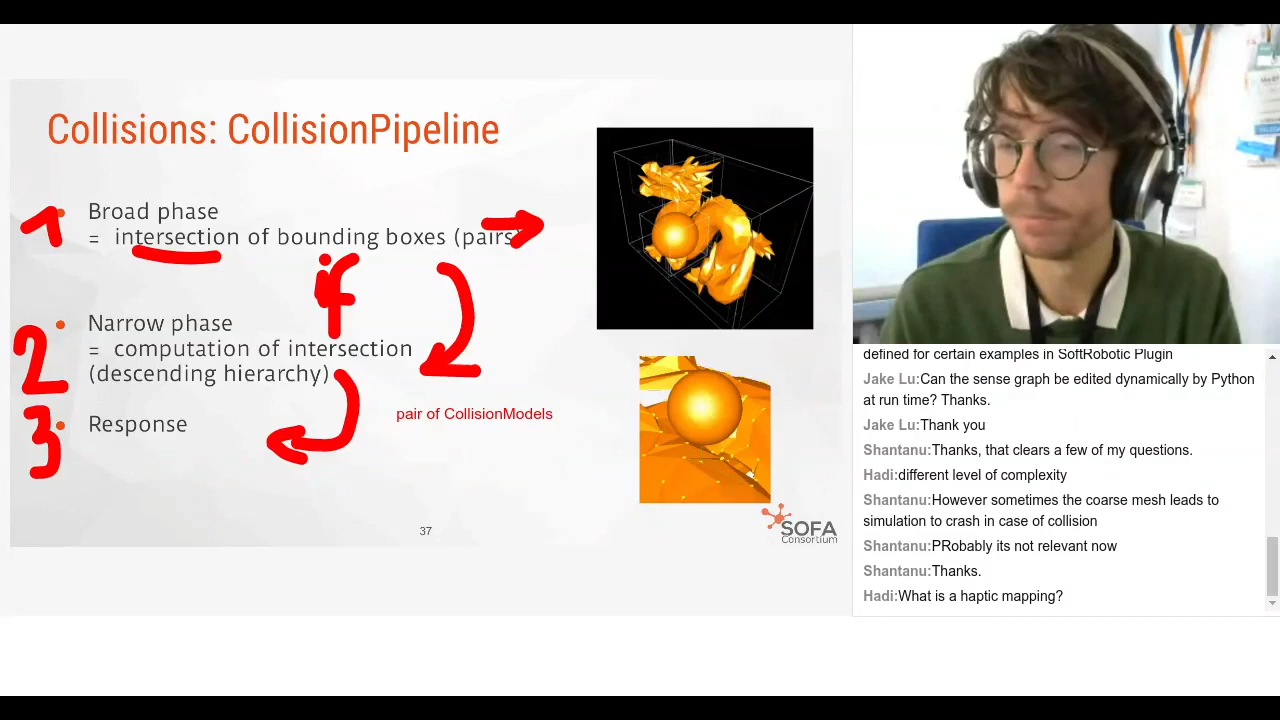 Collisions: CollisionPipeline
1
Broad phase
= intersection of bounding boxes (pairs)
if
2
Narrow phase
= computation of intersection
(descending hierarchy)
3
Response
pair of CollisionModels
37
SOFA
Consortium
defined for certain examples in SoftRobotic Plugin
Jake Lu:Can the sense graph be edited dynamically by Python
at run time? Thanks.
Jake Lu:Thank you
Shantanu:Thanks, that clears a few of my questions.
Hadi:different level of complexity
Shantanu:However sometimes the coarse mesh leads to
simulation to crash in case of collision
Shantanu:PRobably its not relevant now
Shantanu:Thanks.
Hadi:What is a haptic mapping?